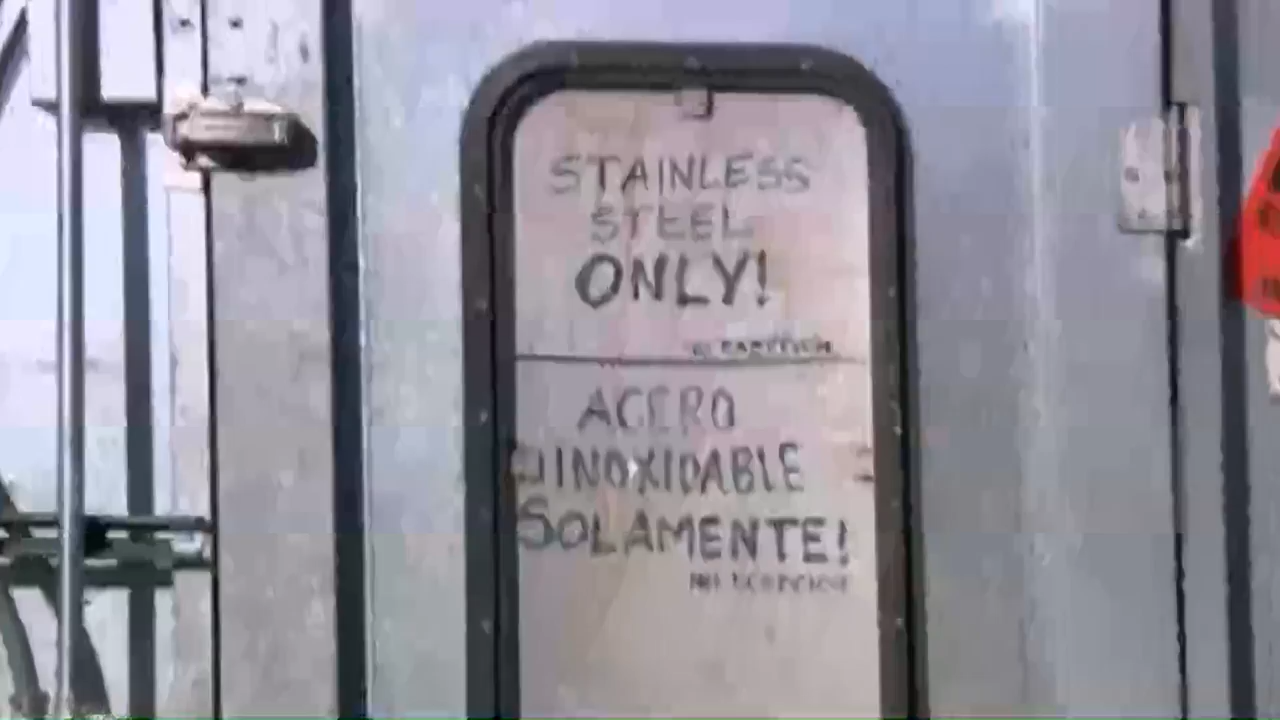 STAINLESS
STEEL
ONLY!
ACERO
INOXIDABLE
SOLAMENTE!